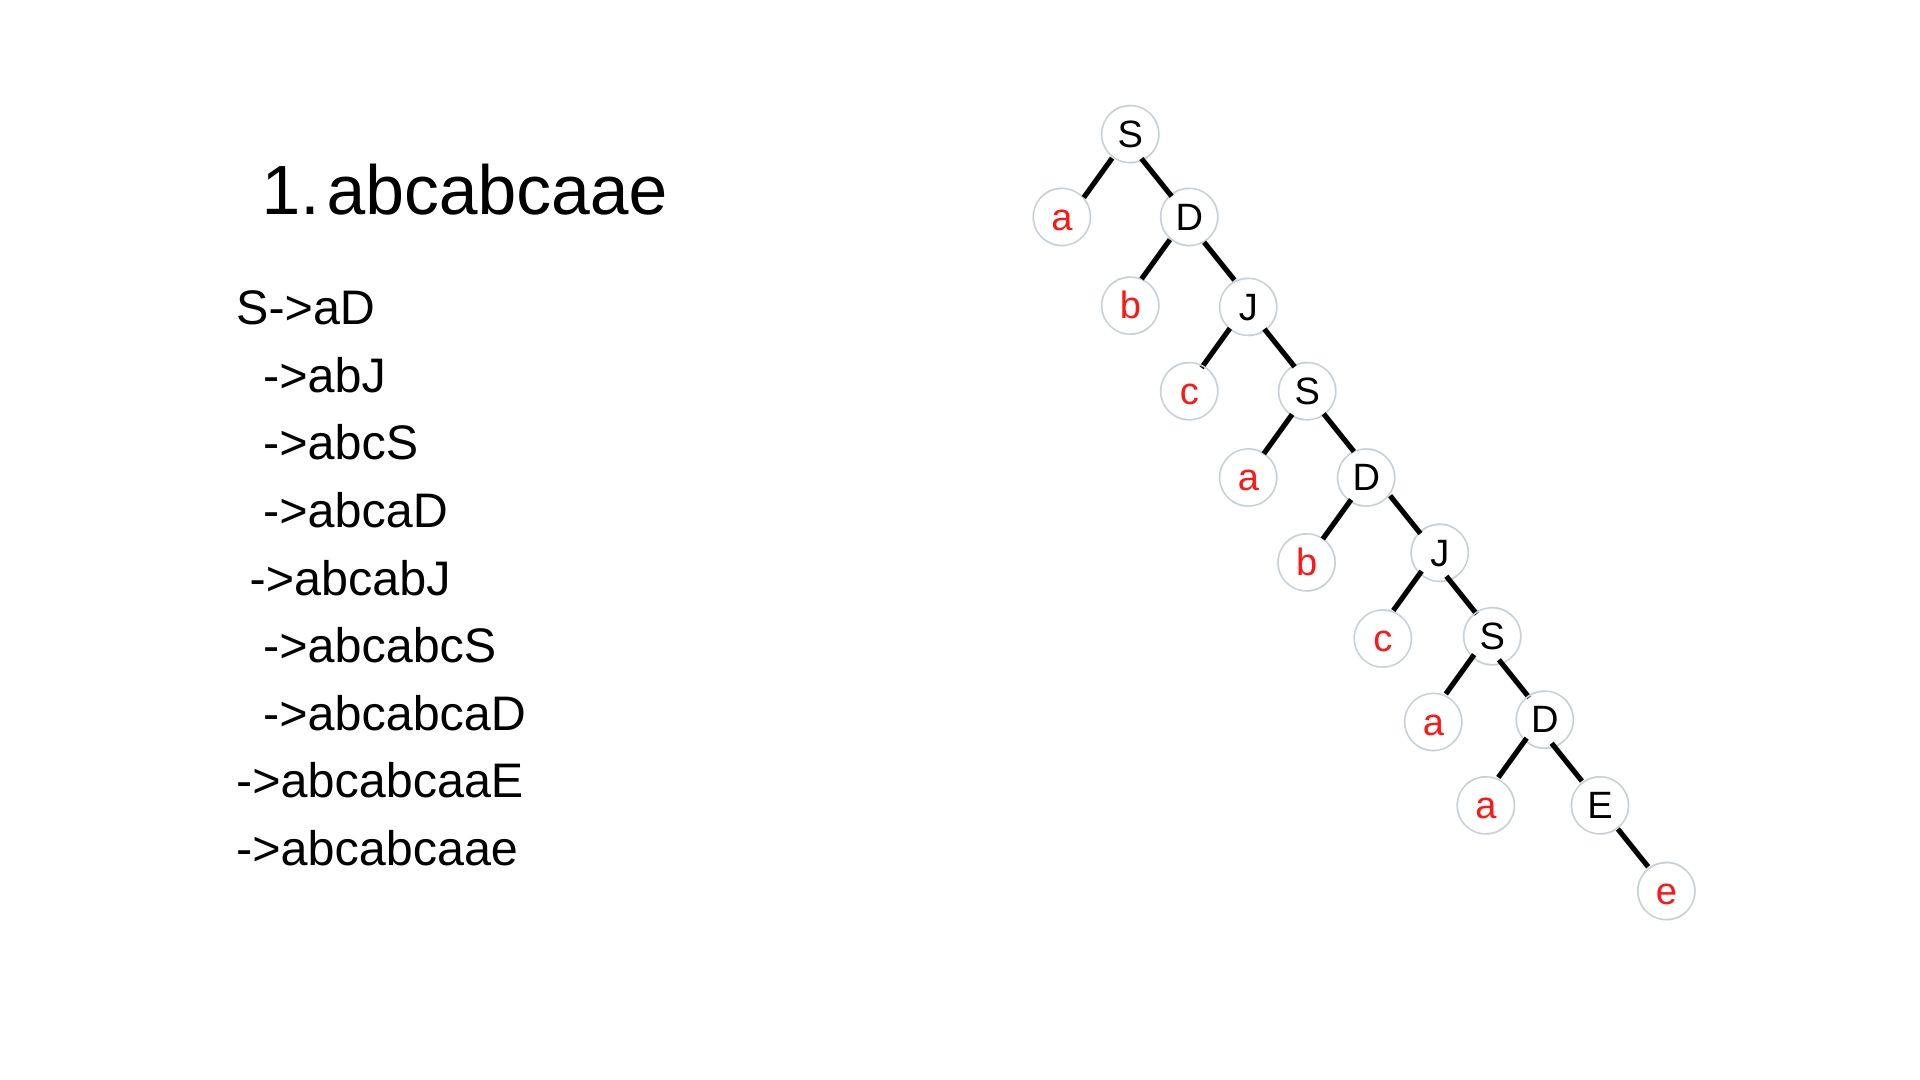 1. abcabcaae
S->aD
->abJ
->abcS
->abcaD
->abcabJ
->abcabcS
->abcabcaD
->abcabcaaE
->abcabcaae
S
a D
b J
c S
a D
b J
c S
a D
a E
e